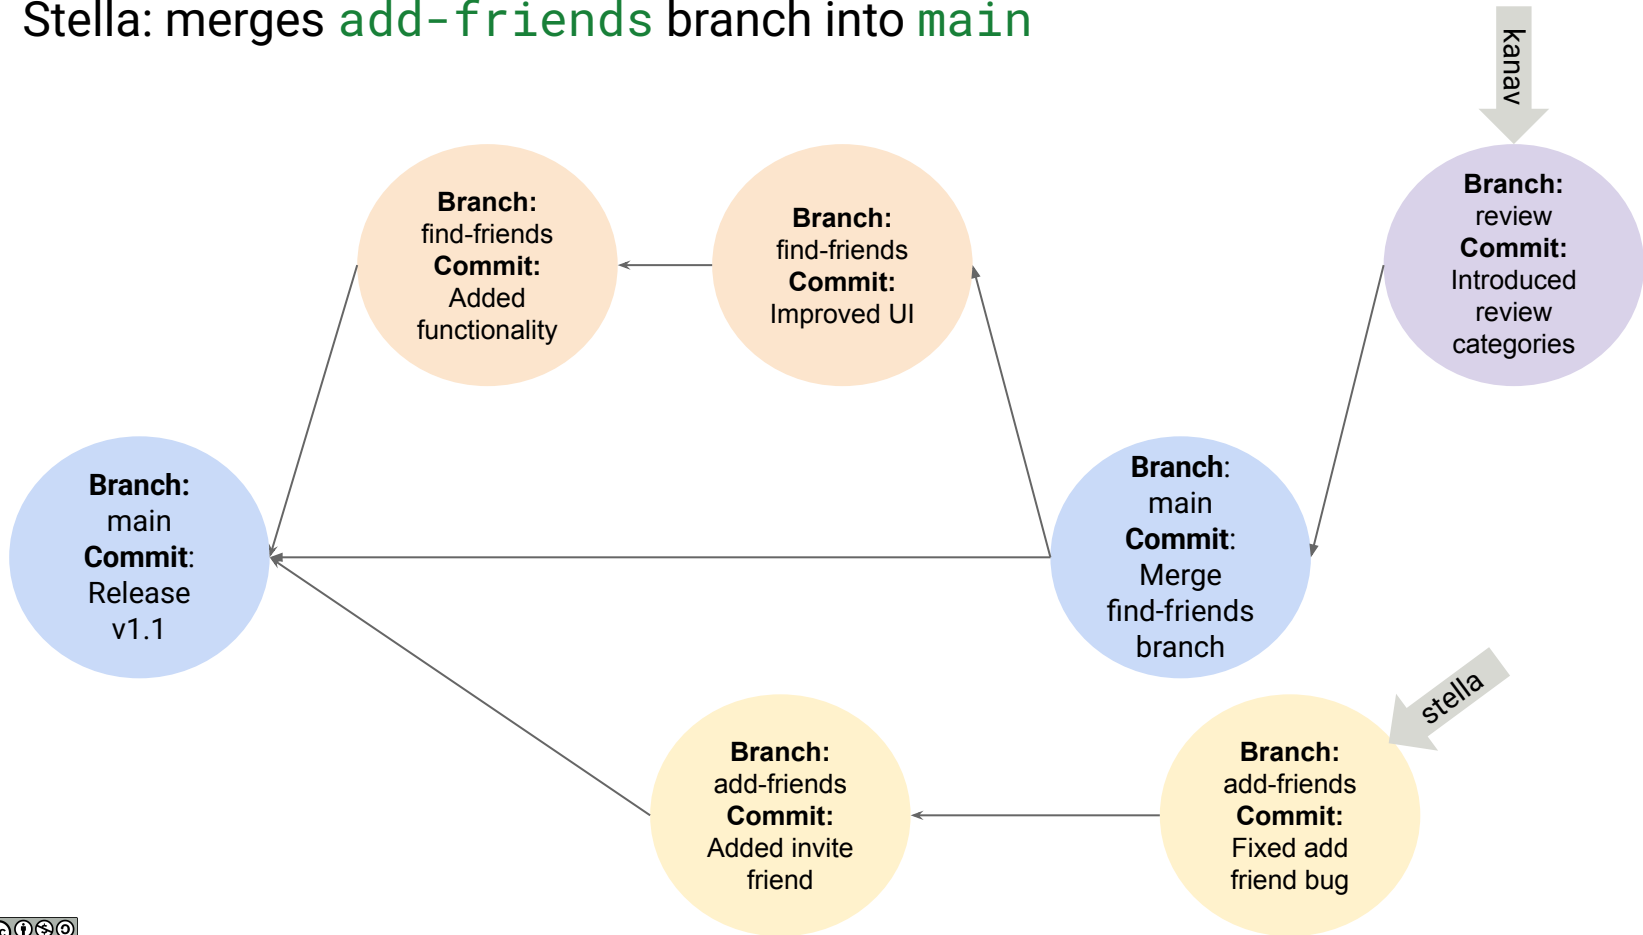 Stella: merges add-friends branch into main
kanav
Branch:
find-friends
Commit:
Added
functionality
Branch:
find-friends
Commit:
Improved UI
Branch:
review
Commit:
Introduced
review
categories
Branch:
main
Commit:
Release
v1.1
Branch:
main
Commit:
Merge
find-friends
branch
stella
Branch:
add-friends
Commit:
Added invite
friend
Branch:
add-friends
Commit:
Fixed add
friend bug